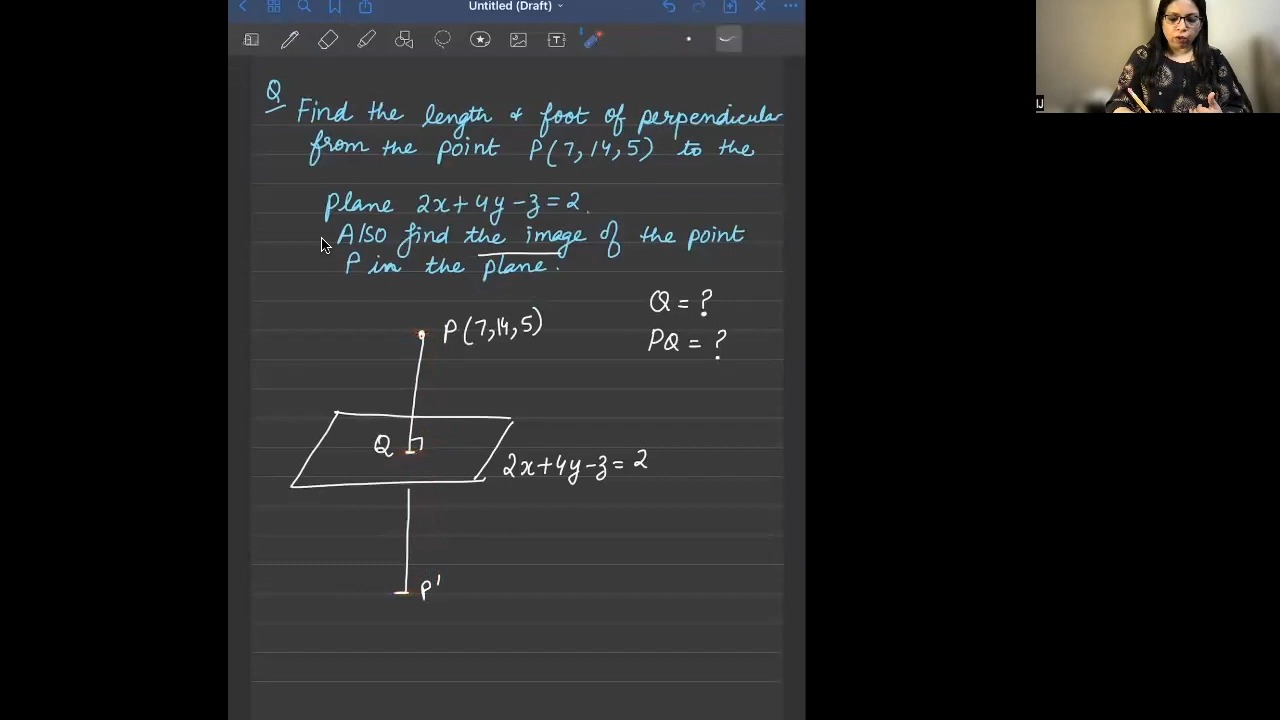 Untitled (Draft)
Q
Find the length & foot of perpendicular
from the point P(7,14,5) to the
plane 2x+4y-z=2.
Also find the image of the point
P in the plane.
Q = ?
P(7,14,5)
PQ = ?
Q
2x+4y-z=2
P'
IJ